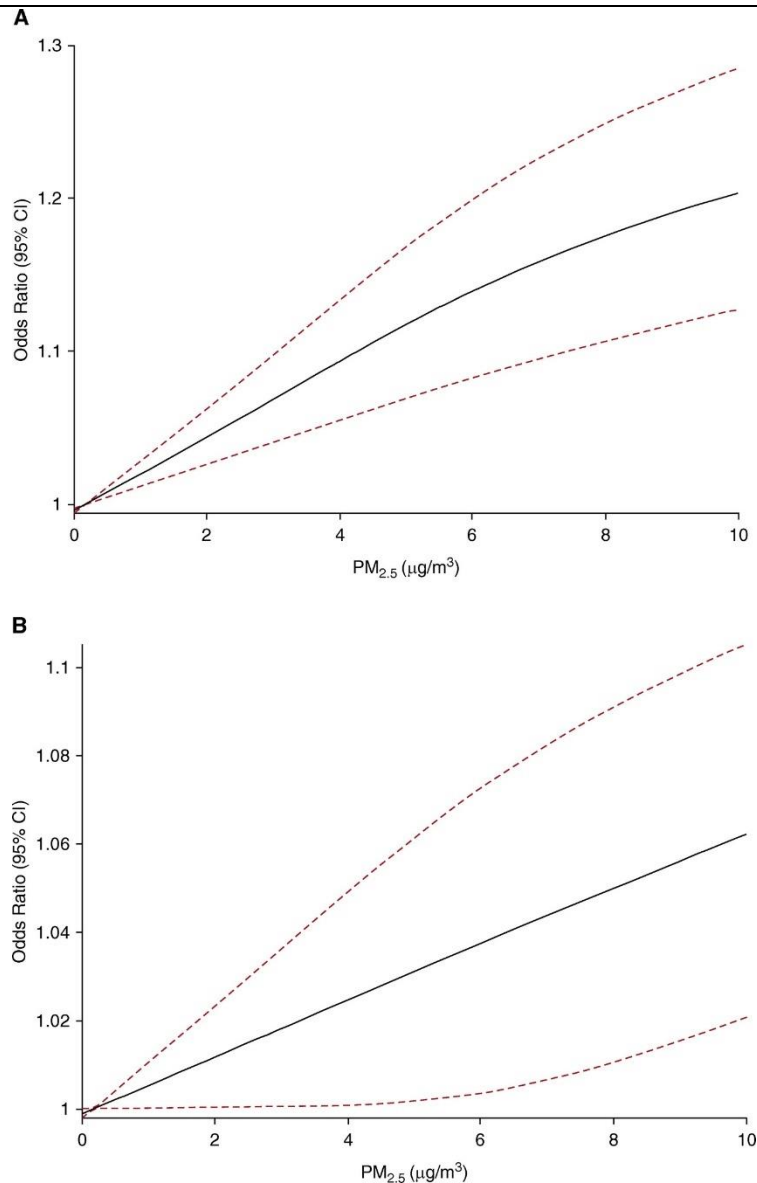 A
1.3
1.2
1.1
1
Odds Ratio (95% CI)
0 2 4 6 8 10
PM2.5 (μg/m3)
B
1.1
1.08
1.06
1.04
1.02
1
Odds Ratio (95% CI)
0 2 4 6 8 10
PM2.5 (μg/m3)